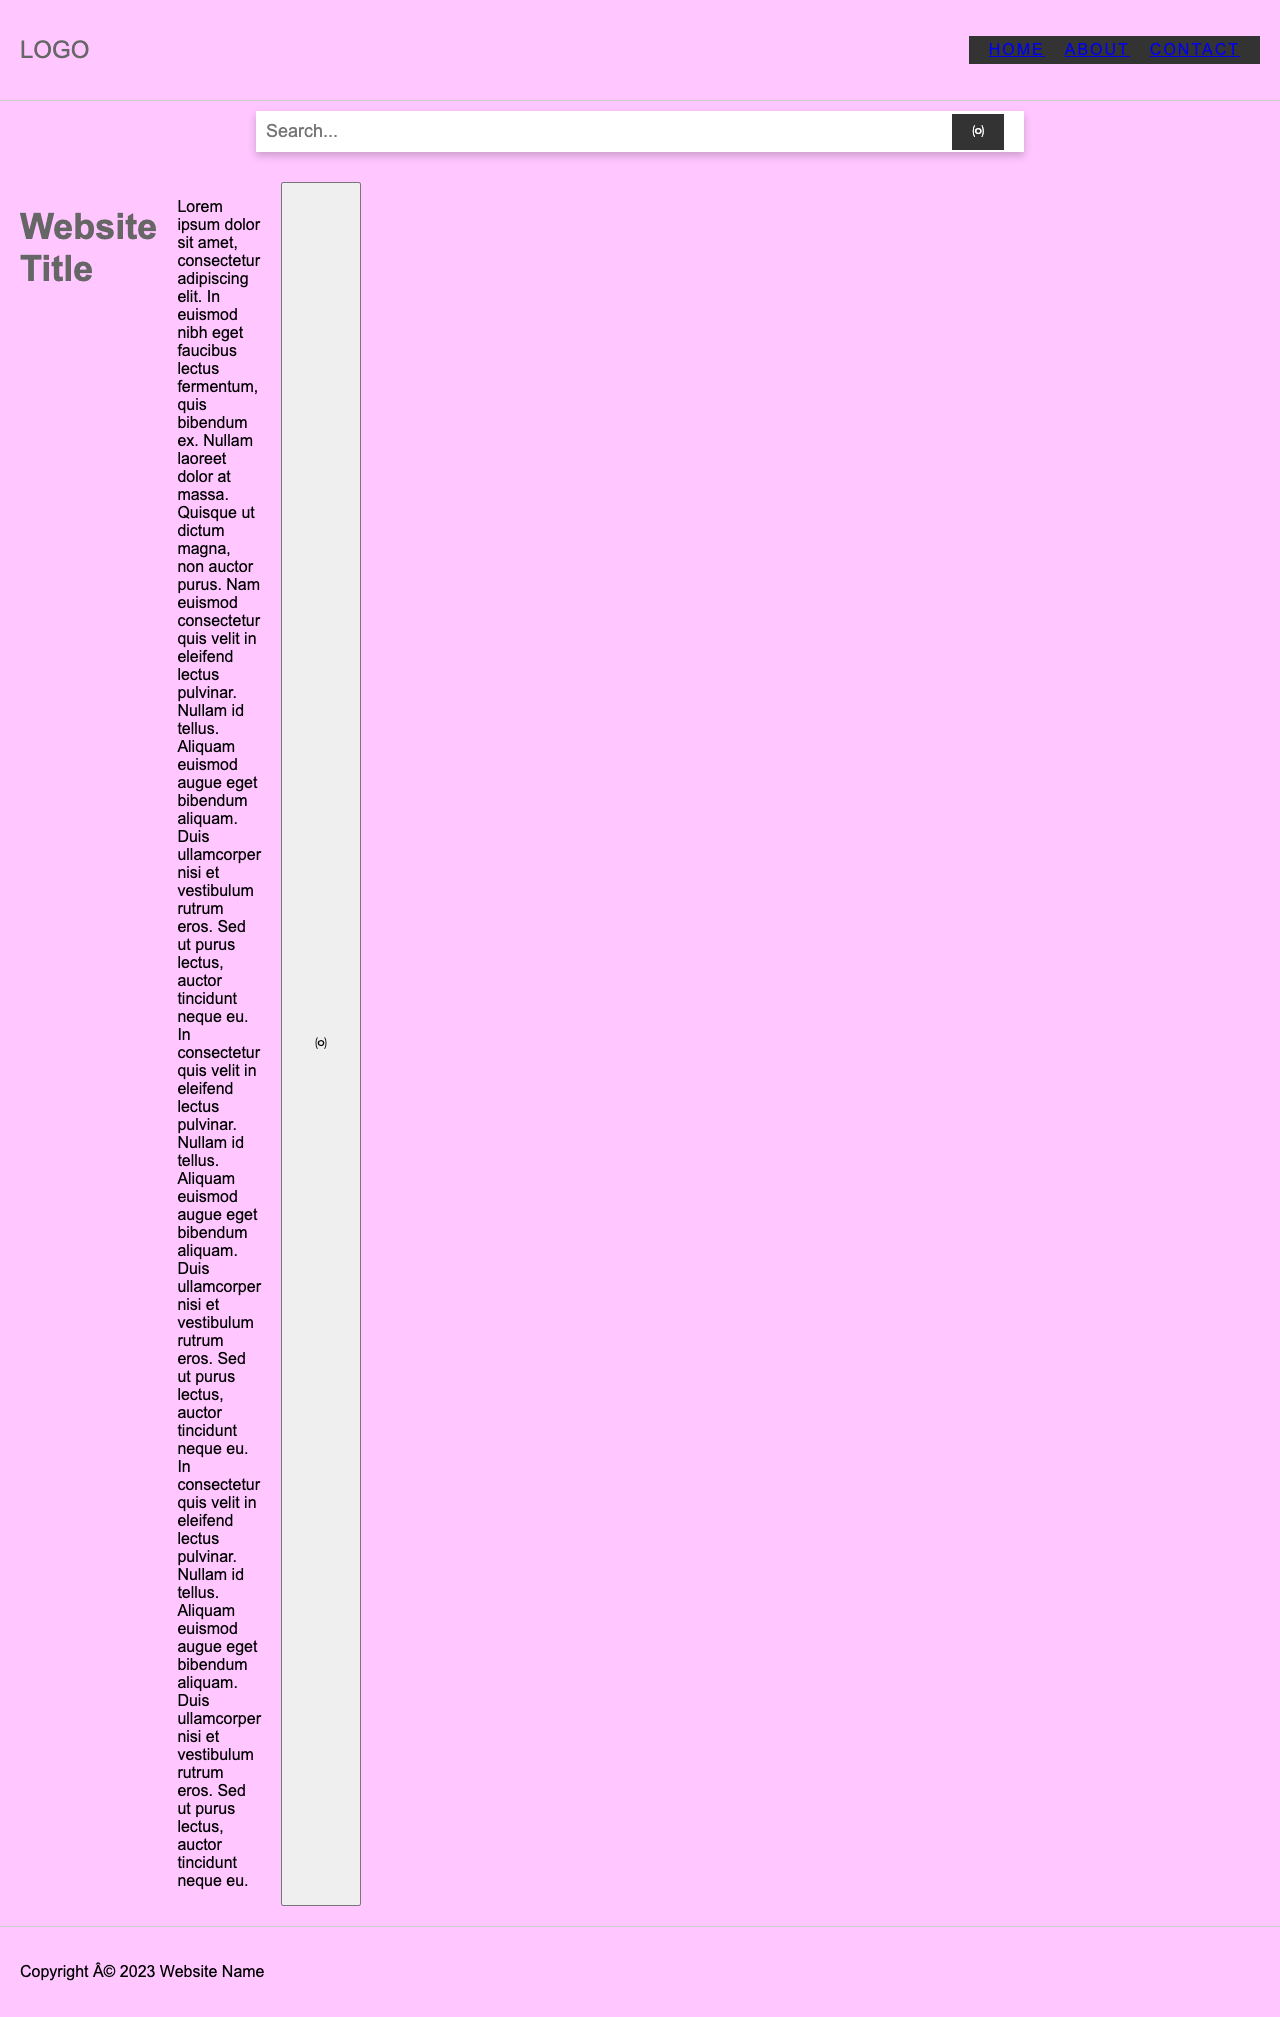 LOGO
HOME ABOUT CONTACT
Search...
Website
Title
Lorem
ipsum dolor
sit amet,
consectetur
adipiscing
elit. In
euismod
nibh eget
faucibus
lectus
fermentum,
quis
bibendum
ex. Nullam
laoreet
dolor at
massa.
Quisque ut
dictum
magna,
non auctor
purus. Nam
euismod
consectetur
quis velit in
eleifend
lectus
pulvinar.
Nullam id
tellus.
Aliquam
euismod
augue eget
bibendum
aliquam.
Duis
ullamcorper
nisi et
vestibulum
rutrum
eros. Sed
ut purus
lectus,
auctor
tincidunt
neque eu.
In
consectetur
quis velit in
eleifend
lectus
pulvinar.
Nullam id
tellus.
Aliquam
euismod
augue eget
bibendum
aliquam.
Duis
ullamcorper
nisi et
vestibulum
rutrum
eros. Sed
ut purus
lectus,
auctor
tincidunt
neque eu.
In
consectetur
quis velit in
eleifend
lectus
pulvinar.
Nullam id
tellus.
Aliquam
euismod
augue eget
bibendum
aliquam.
Duis
ullamcorper
nisi et
vestibulum
rutrum
eros. Sed
ut purus
lectus,
auctor
tincidunt
neque eu.
Copyright Â© 2023 Website Name